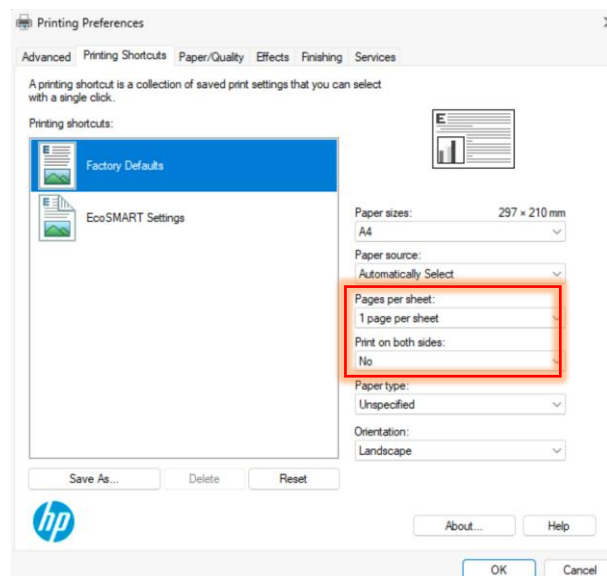 Printing Preferences
Advanced Printing Shortcuts Paper/Quality Effects Finishing Services
A printing shortcut is a collection of saved print settings that you can select
with a single click.
Printing shortcuts:
E
Factory Defaults
E
EcoSMART Settings
E
Paper sizes: 297 × 210 mm
A4
Paper source:
Automatically Select
Pages per sheet:
1 page per sheet
Print on both sides:
No
Paper type:
Unspecified
Orientation:
Landscape
Save As... Delete Reset
hp
About... Help
OK Cancel